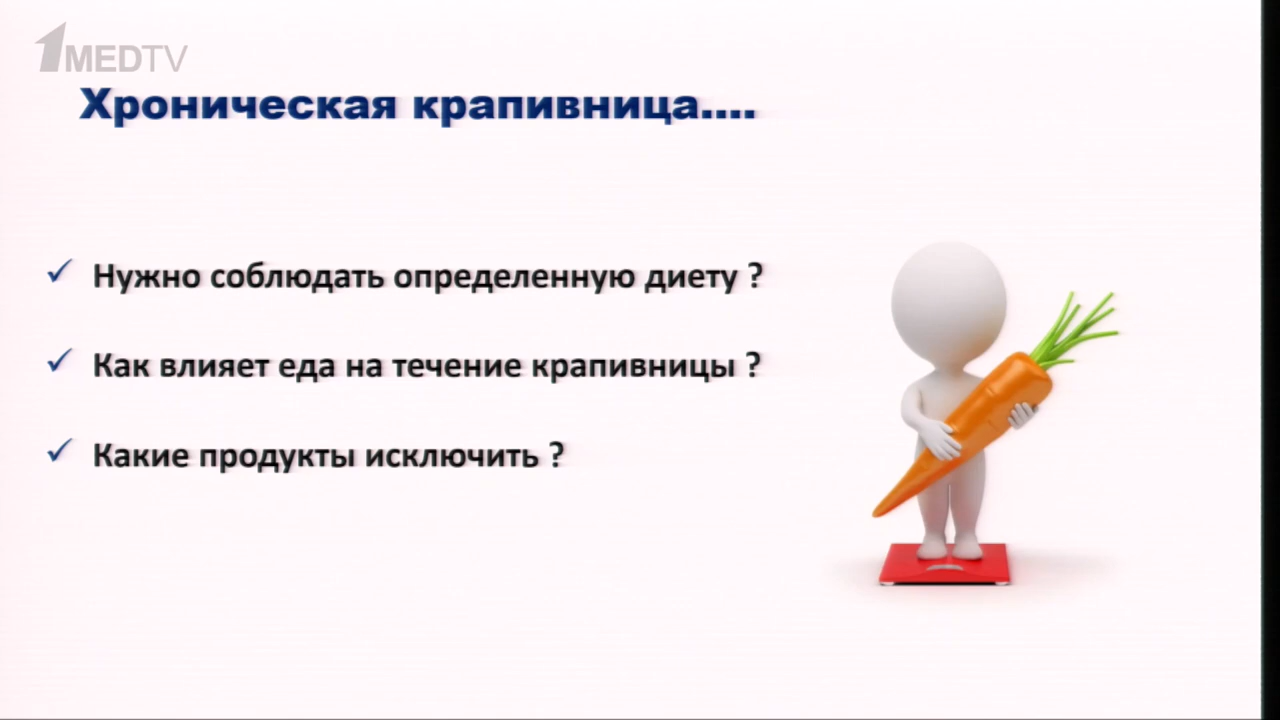 1MEDTV
Хроническая крапивница....
Нужно соблюдать определенную диету ?
Как влияет еда на течение крапивницы ?
Какие продукты исключить ?